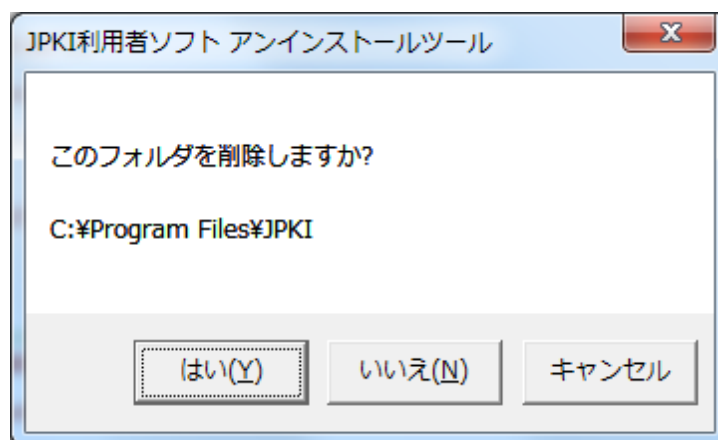 JPKI利用者ソフト アンインストールツール
このフォルダを削除しますか?
C:¥Program Files¥JPKI
はい(Y) いいえ(N) キャンセル